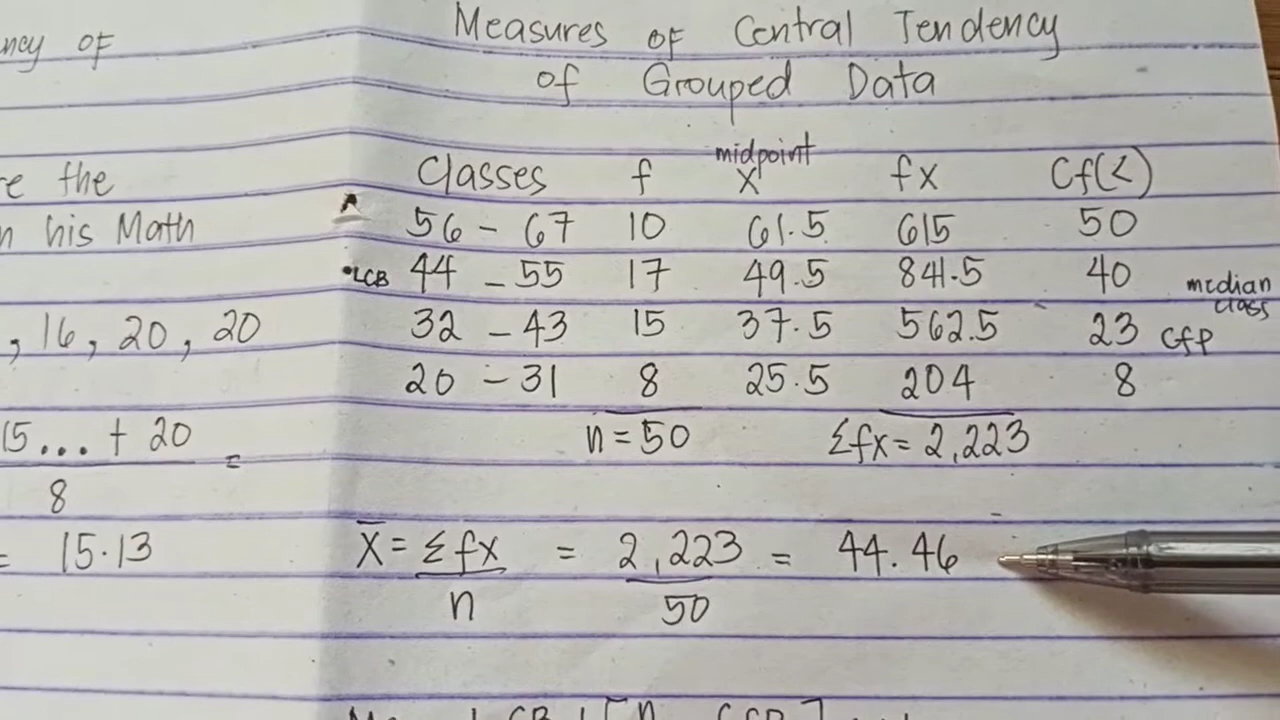 ncy of
re the
n his Math
, 16, 20, 20
15... + 20 =
8
= 15.13
Measures of Central Tendency
of Grouped Data
Classes f midpoint X fx Cf(<)
56 - 67 10 61.5 615 50
•LCB 44 - 55 17 49.5 841.5 40 median class
32 - 43 15 37.5 562.5 23 Cfp
20 - 31 8 25.5 204 8
n = 50 Σfx = 2,223
X̄ = Σfx = 2,223 = 44.46
n 50